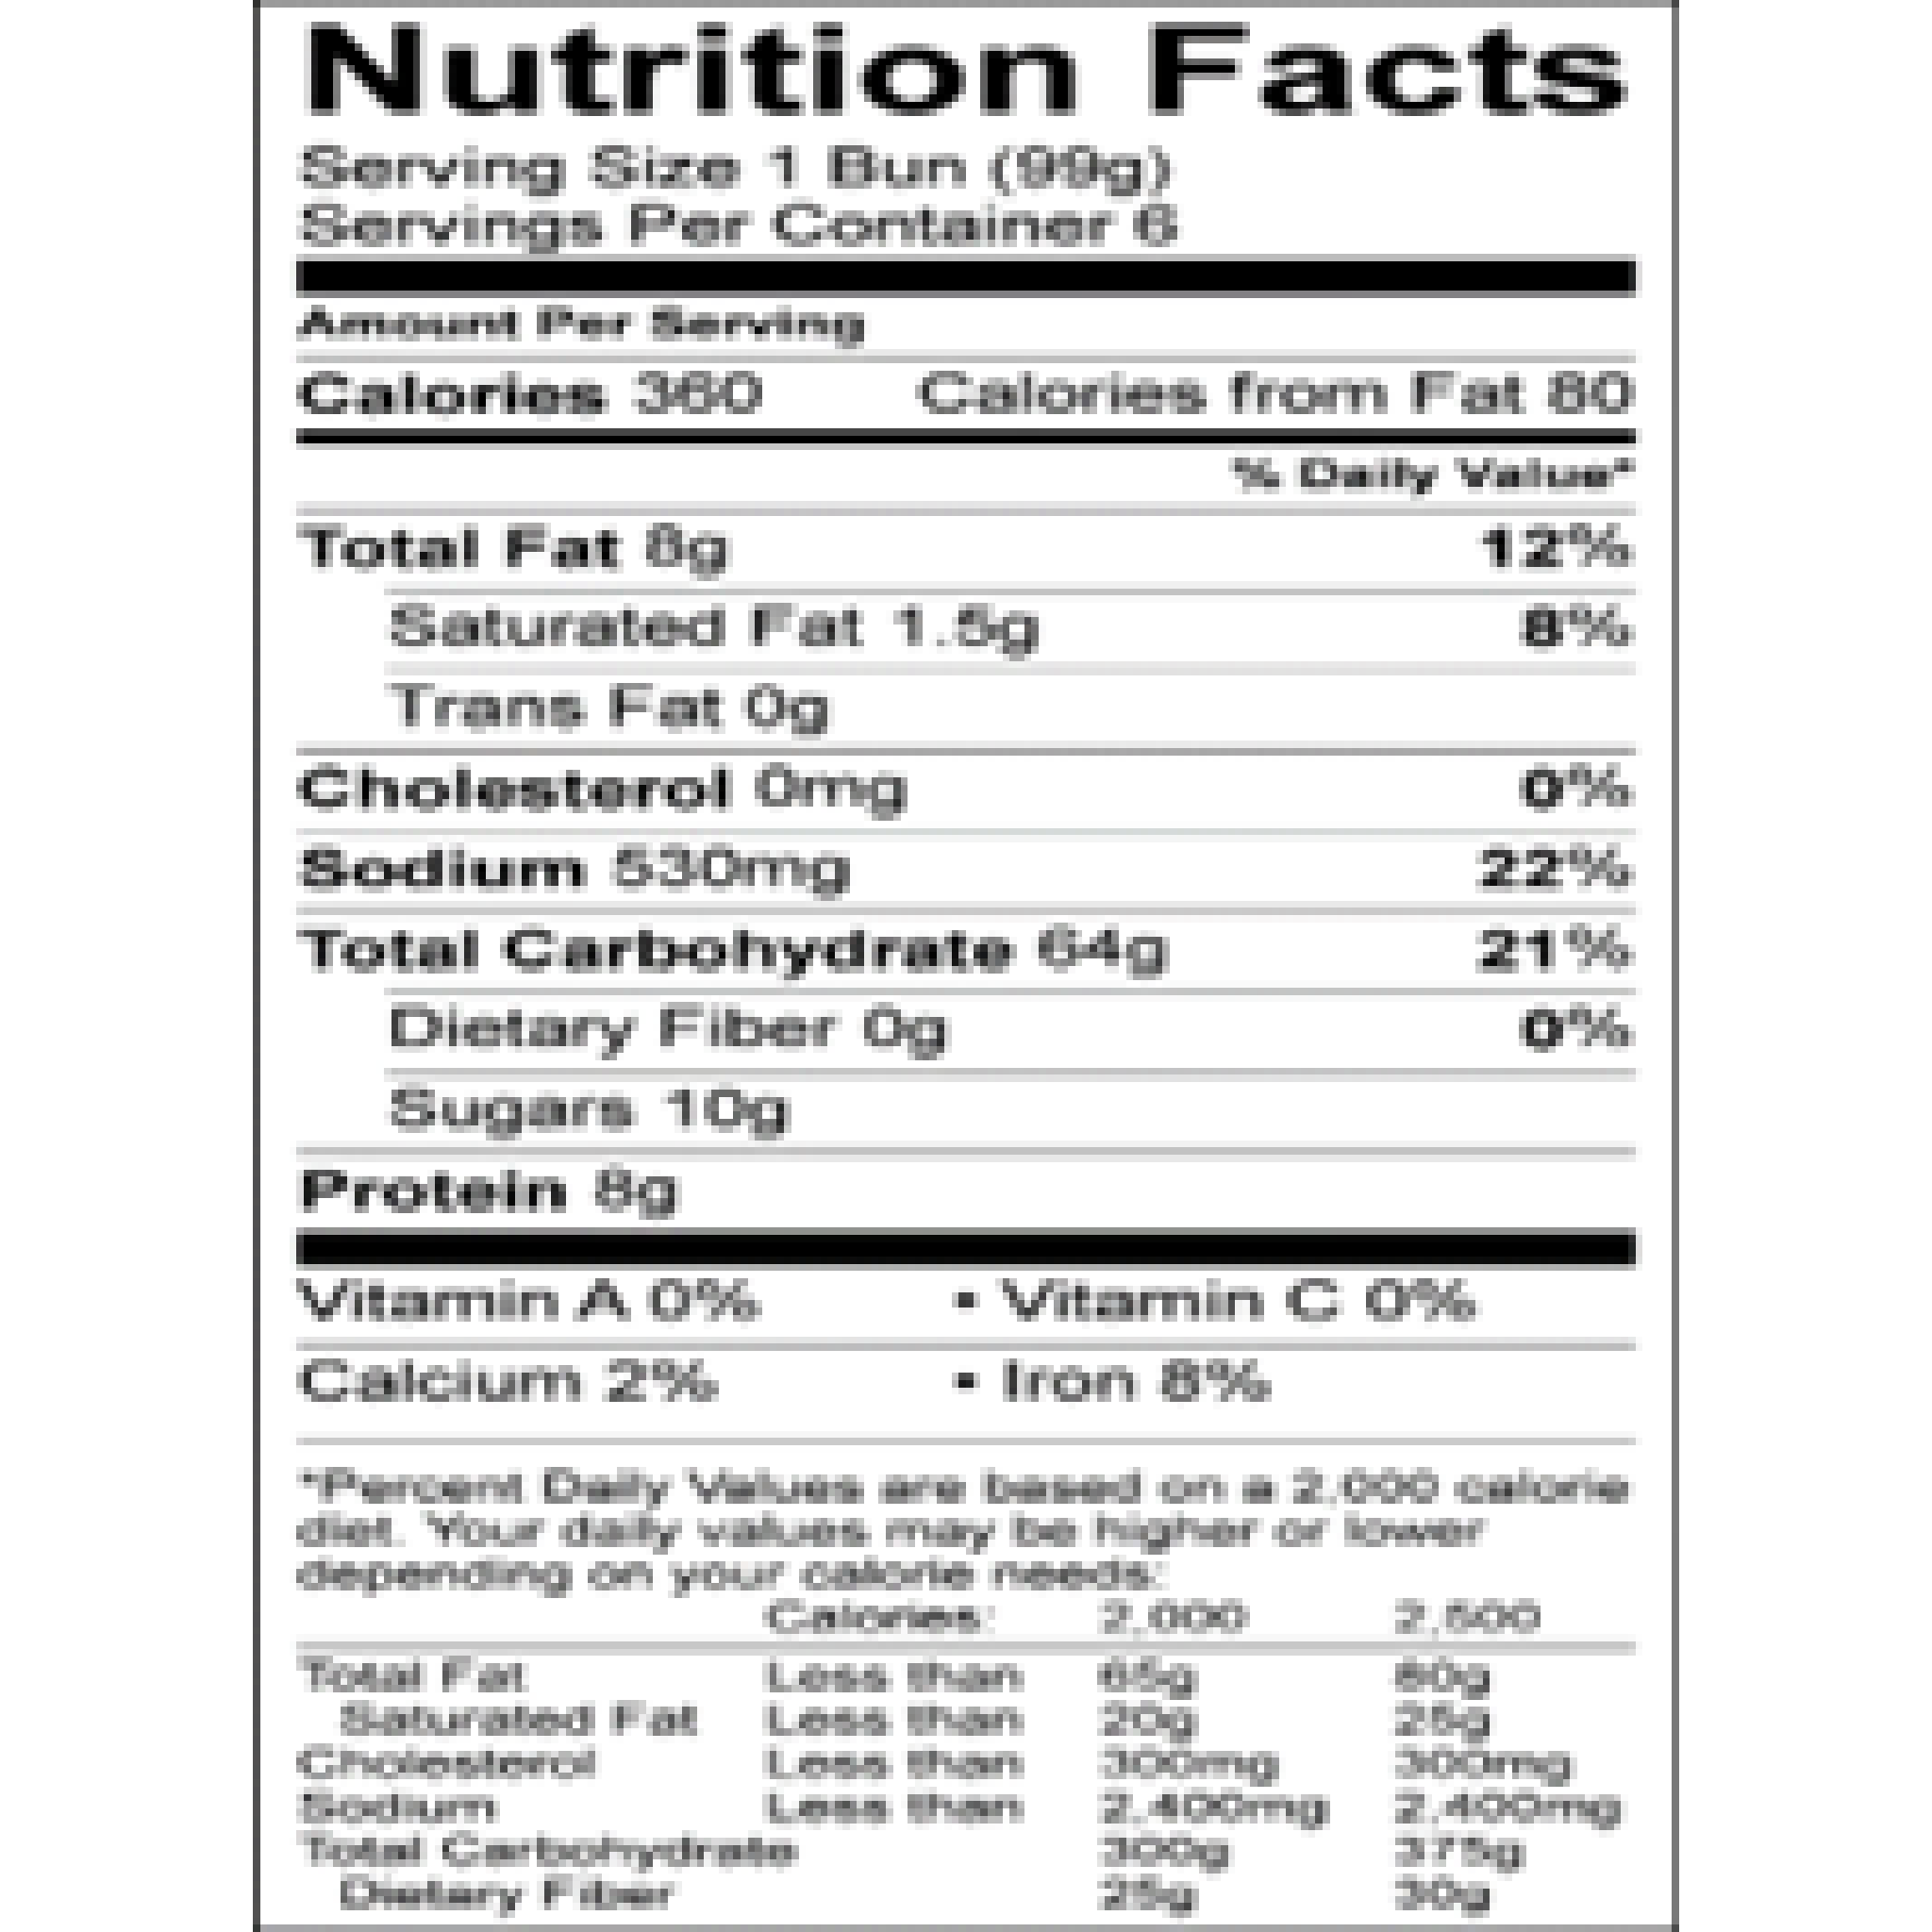 Nutrition Facts
Serving Size 1 Bun (99g)
Servings Per Container 6
Amount Per Serving
Calories 360 Calories from Fat 80
% Daily Value*
Total Fat 8g 12%
Saturated Fat 1.5g 8%
Trans Fat 0g
Cholesterol 0mg 0%
Sodium 530mg 22%
Total Carbohydrate 64g 21%
Dietary Fiber 0g 0%
Sugars 10g
Protein 8g
Vitamin A 0% • Vitamin C 0%
Calcium 2% • Iron 8%
*Percent Daily Values are based on a 2,000 calorie
diet. Your daily values may be higher or lower
depending on your calorie needs:
Calories: 2,000 2,500
Total Fat Less than 65g 80g
Saturated Fat Less than 20g 25g
Cholesterol Less than 300mg 300mg
Sodium Less than 2,400mg 2,400mg
Total Carbohydrate 300g 375g
Dietary Fiber 25g 30g